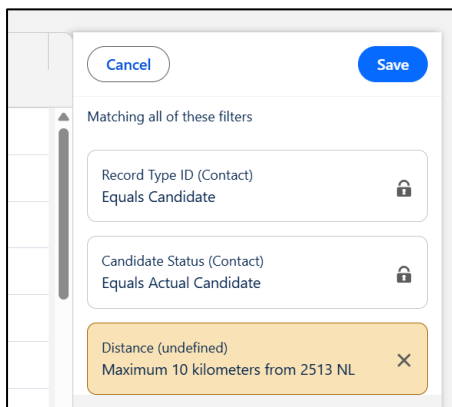 Cancel
Save
Matching all of these filters
Record Type ID (Contact)
Equals Candidate
Candidate Status (Contact)
Equals Actual Candidate
Distance (undefined)
Maximum 10 kilometers from 2513 NL